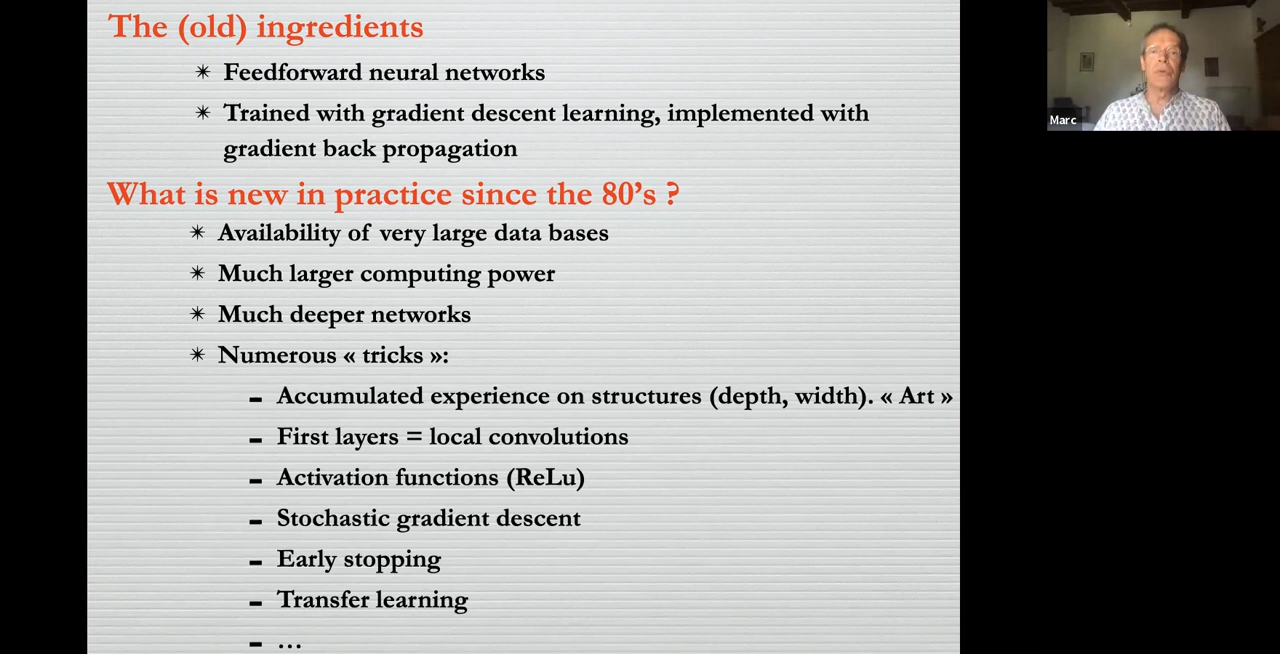 The (old) ingredients
✴ Feedforward neural networks
✴ Trained with gradient descent learning, implemented with
gradient back propagation
What is new in practice since the 80’s ?
✴ Availability of very large data bases
✴ Much larger computing power
✴ Much deeper networks
✴ Numerous « tricks »:
- Accumulated experience on structures (depth, width). « Art »
- First layers = local convolutions
- Activation functions (ReLu)
- Stochastic gradient descent
- Early stopping
- Transfer learning
- …
Marc